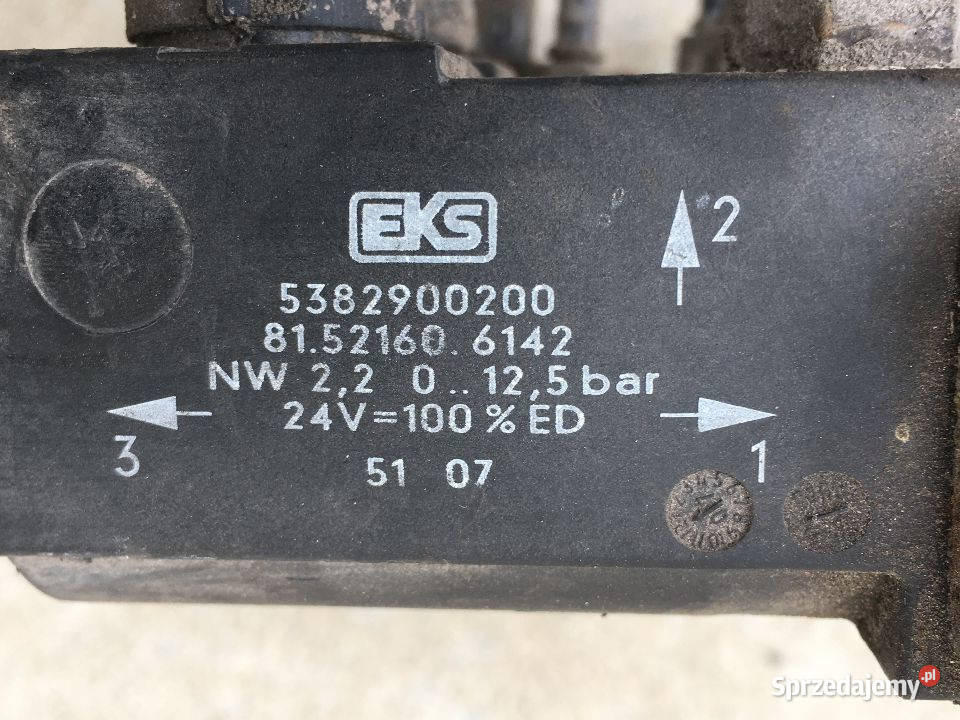 EKS
2
5382900200
81.52160.6142
NW 2,2 0..12,5 bar
24V=100%ED
3
1
51 07
Sprzedajemy.pl